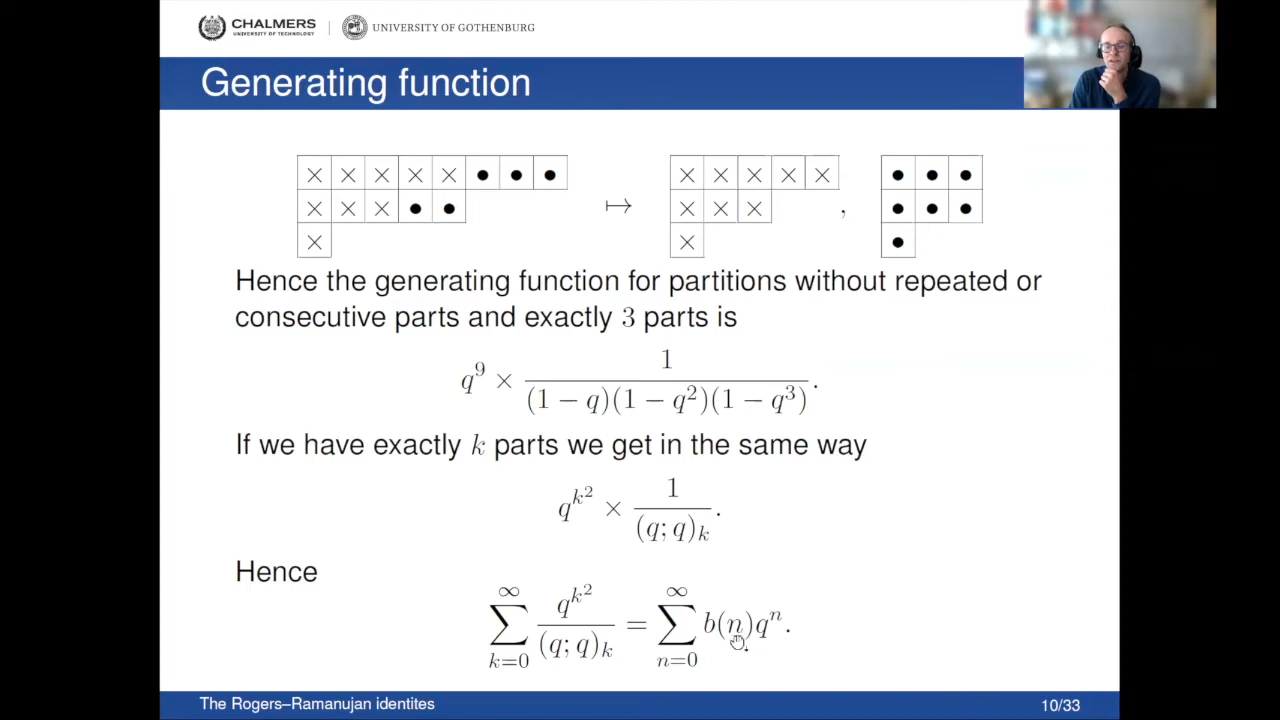 CHALMERS UNIVERSITY OF GOTHENBURG
UNIVERSITY OF TECHNOLOGY
Generating function
× × × × × • • • × × × × × • • •
× × × • • ↦ × × × , • • •
× × •
Hence the generating function for partitions without repeated or
consecutive parts and exactly 3 parts is
q^9 × 1/((1 − q)(1 − q^2)(1 − q^3)).
If we have exactly k parts we get in the same way
q^{k^2} × 1/(q; q)_k.
Hence
∑_{k=0}^{∞} q^{k^2}/(q; q)_k = ∑_{n=0}^{∞} b(n)q^n.
The Rogers–Ramanujan identites 10/33